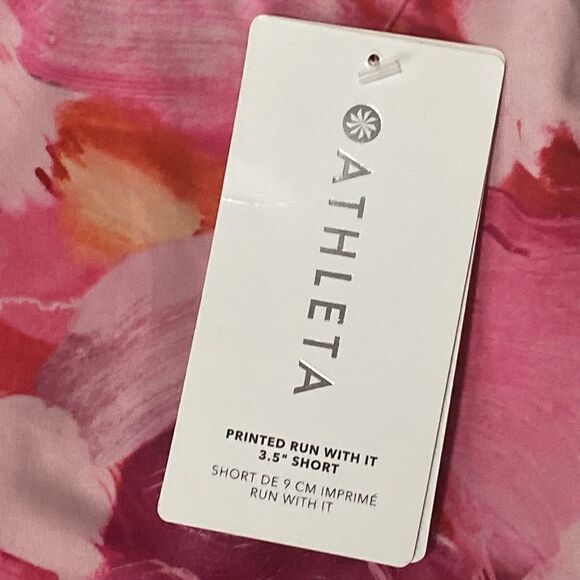 ATHLETA
PRINTED RUN WITH IT
3.5" SHORT
SHORT DE 9 CM IMPRIMÉ
RUN WITH IT